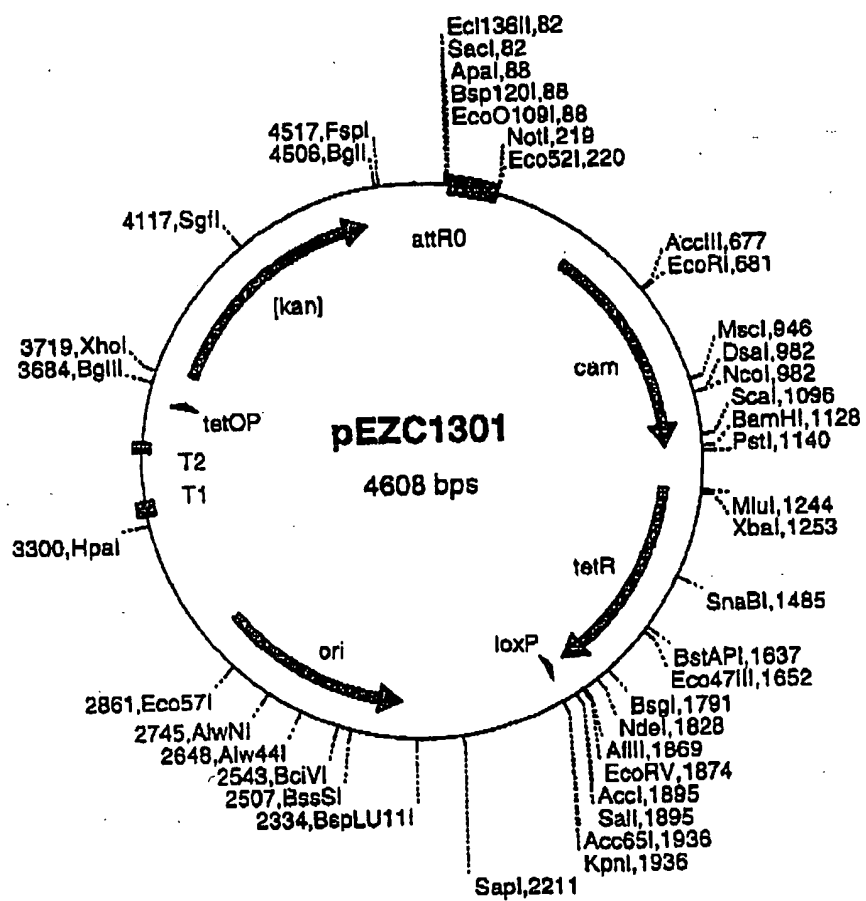 Ecl136II,82
SacI,82
ApaI,88
Bsp120I,88
EcoO109I,88
NotI,219
Eco52I,220
4517,FspI
4506,BglI
4117,SgfI
attR0
AccIII,677
EcoRI,681
[kan]
MscI,946
DsaI,982
NcoI,982
ScaI,1096
BamHI,1128
PstI,1140
3719,XhoI
3684,BglII
cam
tetOP
pEZC1301
4608 bps
T2
T1
MluI,1244
XbaI,1253
3300,HpaI
tetR
SnaBI,1485
ori
loxP
BstAPI,1637
Eco47III,1652
2861,Eco57I
2745,AlwNI
2648,Alw44I
2543,BciVI
2507,BssSI
2334,BspLU11I
BsgI,1791
NdeI,1828
AflII,1869
EcoRV,1874
AccI,1895
SalI,1895
Acc65I,1936
KpnI,1936
SapI,2211